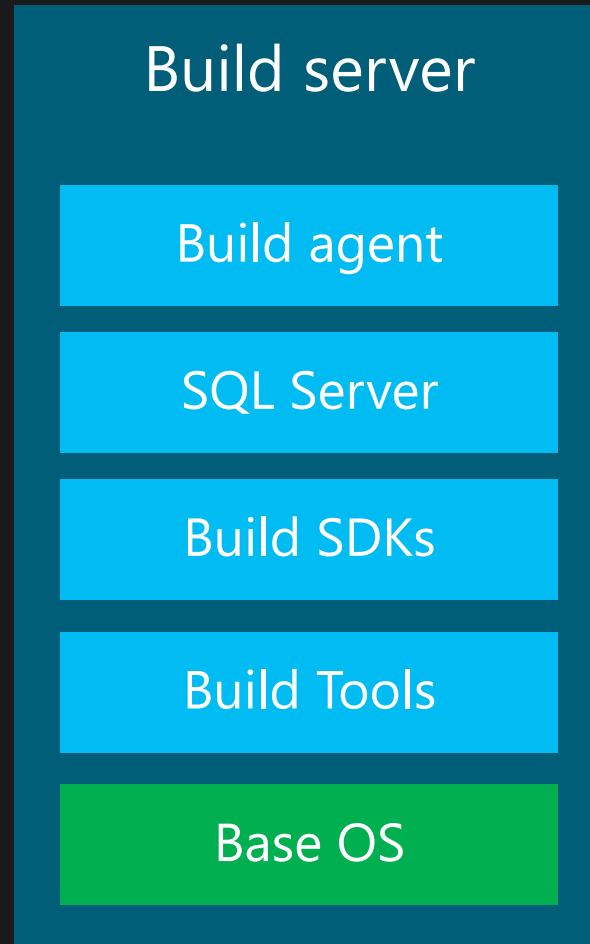 Build server
Build agent
SQL Server
Build SDKs
Build Tools
Base OS